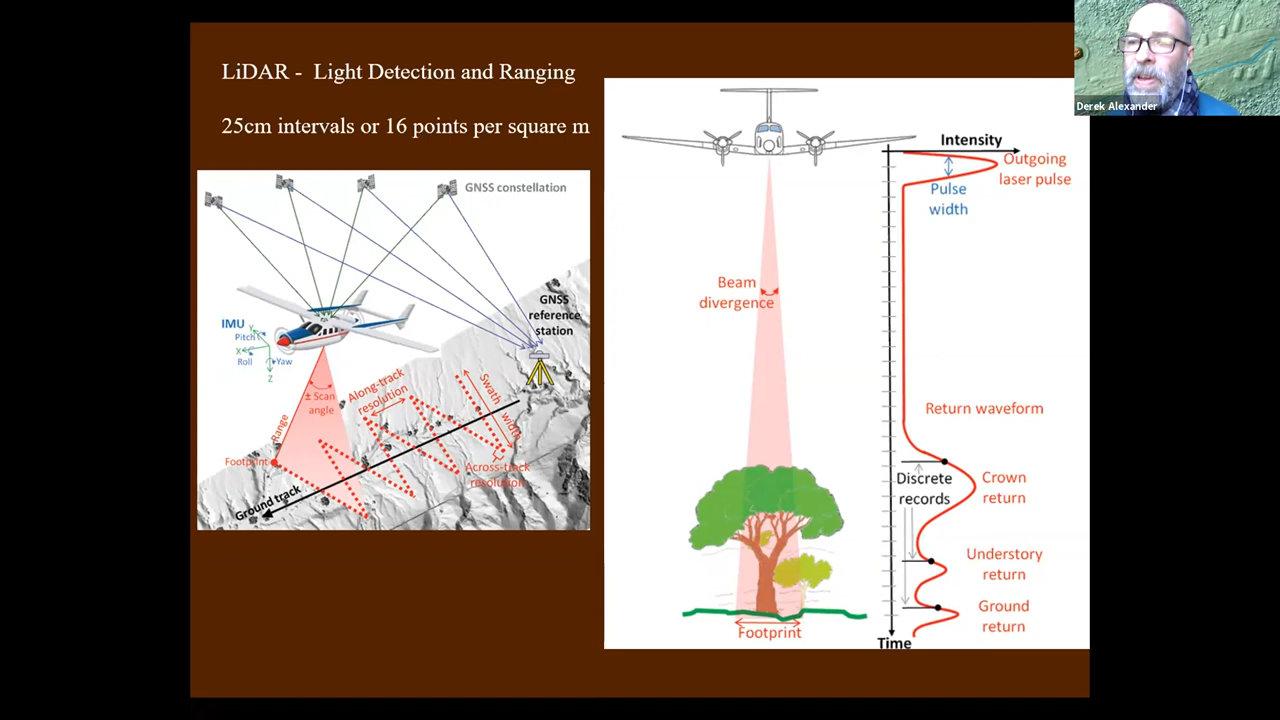 LiDAR - Light Detection and Ranging
25cm intervals or 16 points per square m
GNSS constellation
GNSS
reference
station
IMU
Y
Pitch
X
Roll
Yaw
Z
± Scan
angle
Range
Footprint
Along-track
resolution
Swath width
Across-track
resolution
Ground track
Intensity
Outgoing
laser pulse
Pulse
width
Beam
divergence
Return waveform
Discrete
records
Crown
return
Understory
return
Ground
return
Footprint
Time
Derek Alexander